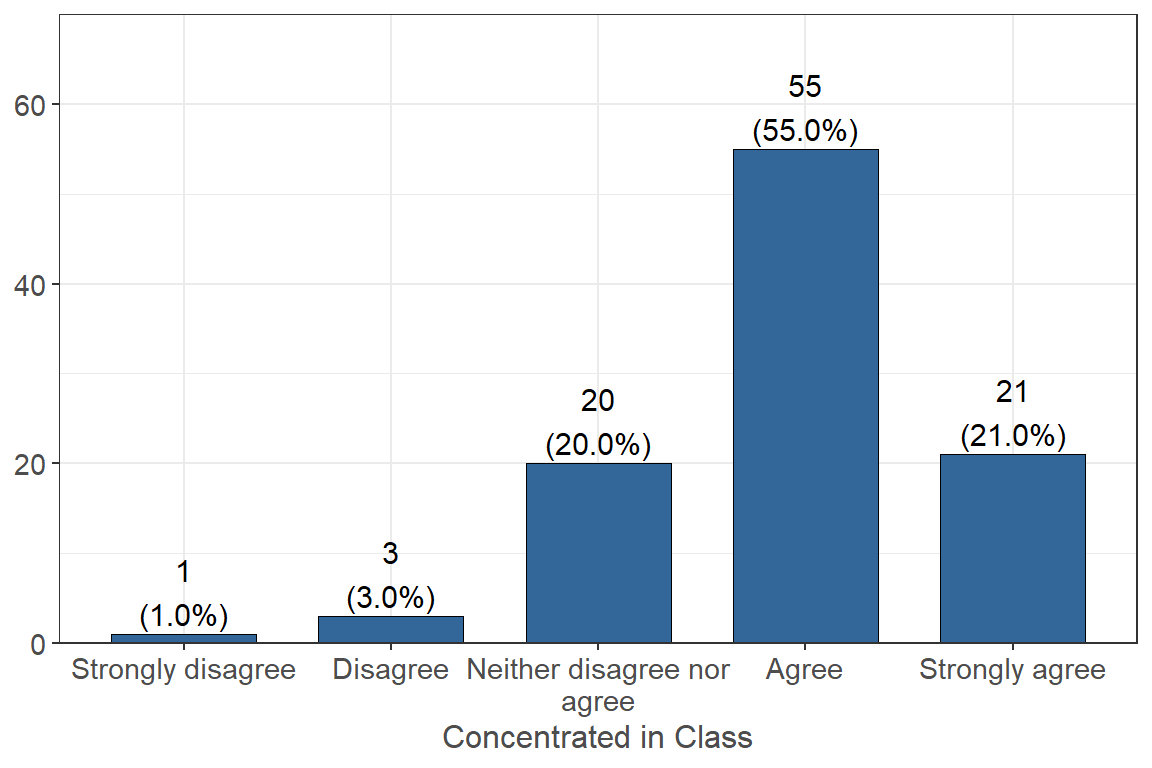 60
40
20
0
1
(1.0%)
3
(3.0%)
20
(20.0%)
55
(55.0%)
21
(21.0%)
Strongly disagree
Disagree
Neither disagree nor
agree
Agree
Strongly agree
Concentrated in Class